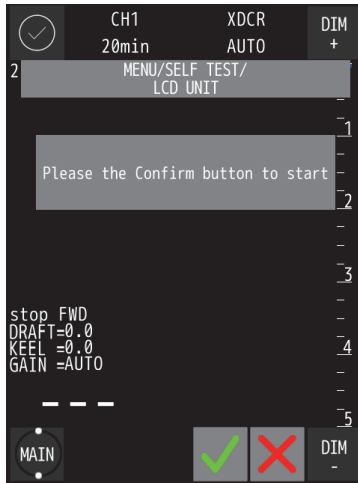 CH1 XDCR DIM
20min AUTO +
2 MENU/SELF TEST/
LCD UNIT
1
Please the Confirm button to start
2
3
stop FWD
DRAFT=0.0
KEEL =0.0
GAIN =AUTO
4
– – –
5
MAIN DIM
-